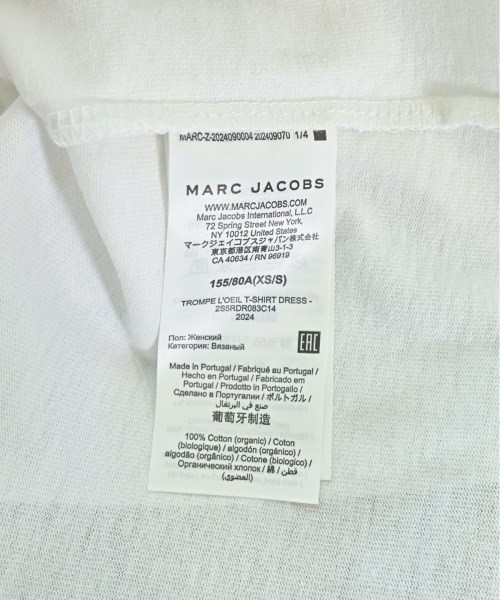 MARC-Z-2024090004 202409070 1/4
MARC JACOBS
WWW.MARCJACOBS.COM
Marc Jacobs International, L.L.C
72 Spring Street New York,
NY 10012 United States
マークジェイコブスジャパン株式会社
東京都港区南青山3-1-3
CA 40634 / RN 96919
155/80A(XS/S)
TROMPE L'OEIL T-SHIRT DRESS -
2S5RDR083C14
2024
Пол: Женский
Категория: Вязаный
EAC
Made in Portugal / Fabriqué au Portugal /
Hecho en Portugal / Fabricado em
Portugal / Prodotto in Portogallo /
Сделано в Португалии / ポルトガル /
صنع في البرتغال
葡萄牙制造
100% Cotton (organic) / Coton
(biologique) / algodón (orgánico) /
algodão (orgânico) / Cotone (biologico) /
Органический хлопок / 綿 / قطن
(العضوي)